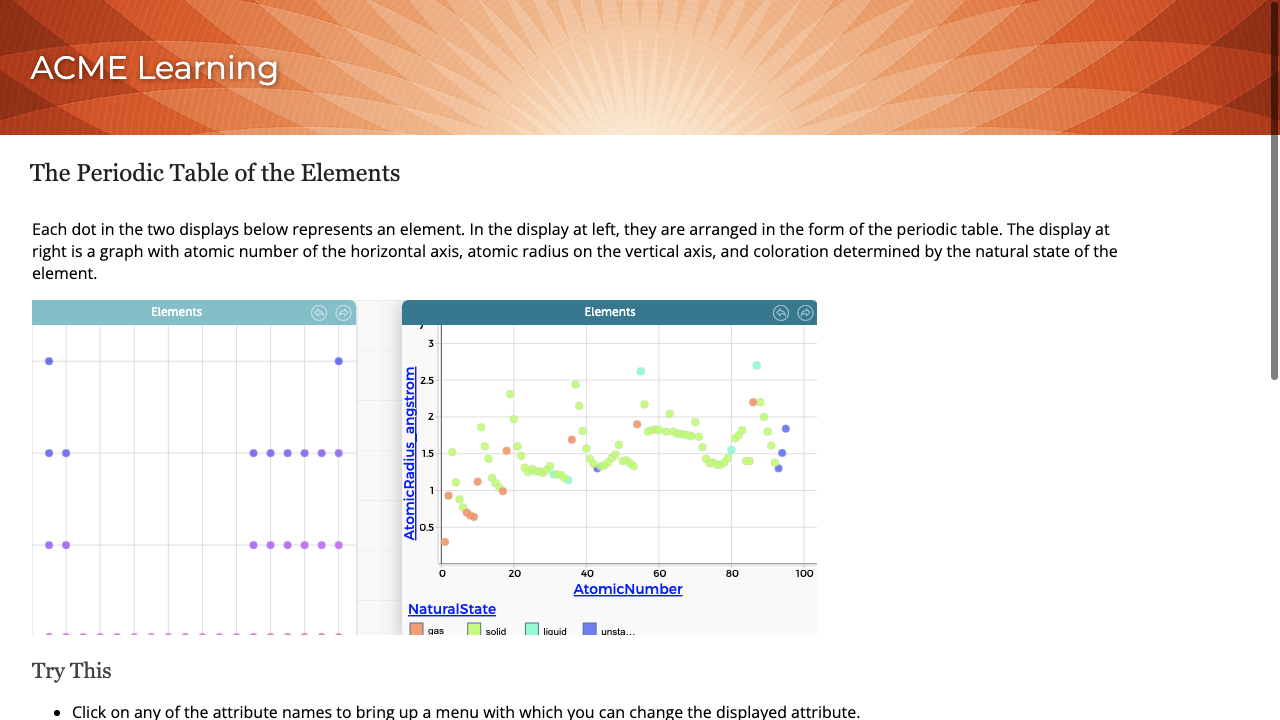 ACME Learning
The Periodic Table of the Elements
Each dot in the two displays below represents an element. In the display at left, they are arranged in the form of the periodic table. The display at
right is a graph with atomic number of the horizontal axis, atomic radius on the vertical axis, and coloration determined by the natural state of the
element.
Elements
Elements
3
2.5
2
1.5
1
0.5
AtomicRadius_angstrom
0 20 40 60 80 100
AtomicNumber
NaturalState
gas solid liquid unsta...
Try This
• Click on any of the attribute names to bring up a menu with which you can change the displayed attribute.